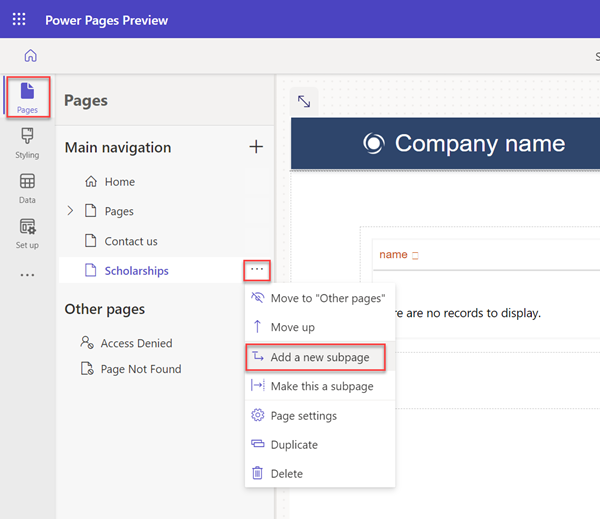 Power Pages Preview
S
Pages
Styling
Data
Set up
Pages
Main navigation
Home
Pages
Contact us
Scholarships
Other pages
Access Denied
Page Not Found
Move to "Other pages"
Move up
Add a new subpage
Make this a subpage
Page settings
Duplicate
Delete
Company name
name
re are no records to display.